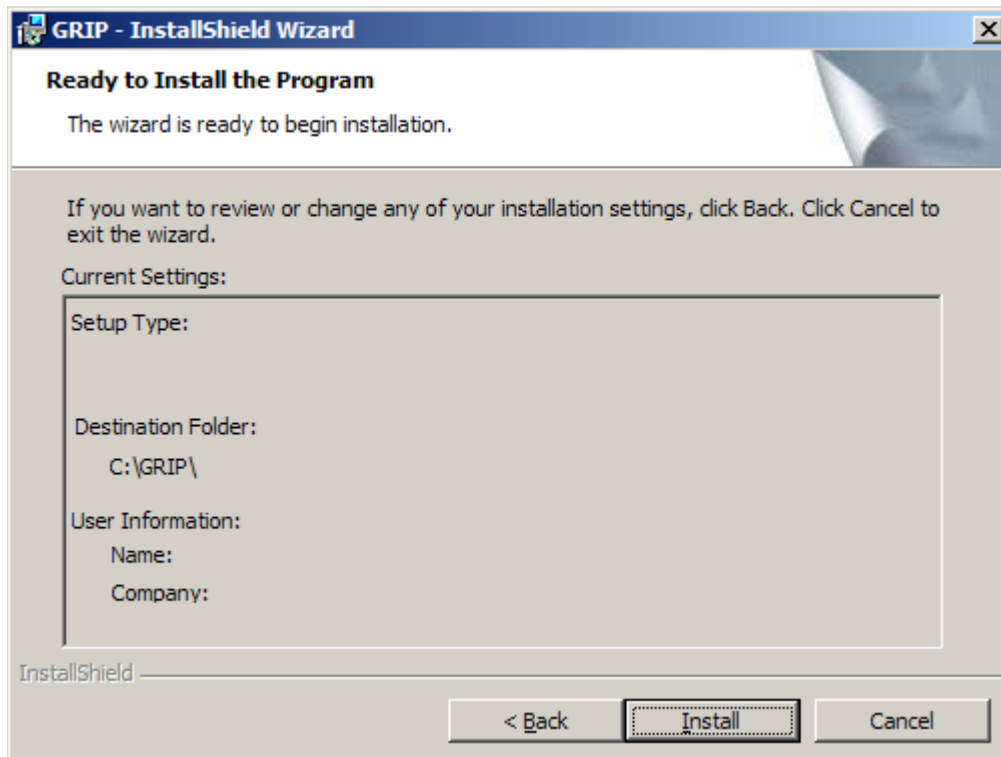 GRIP - InstallShield Wizard
Ready to Install the Program
The wizard is ready to begin installation.
If you want to review or change any of your installation settings, click Back. Click Cancel to
exit the wizard.
Current Settings:
Setup Type:
Destination Folder:
C:\GRIP\
User Information:
Name:
Company:
InstallShield
< Back
Install
Cancel